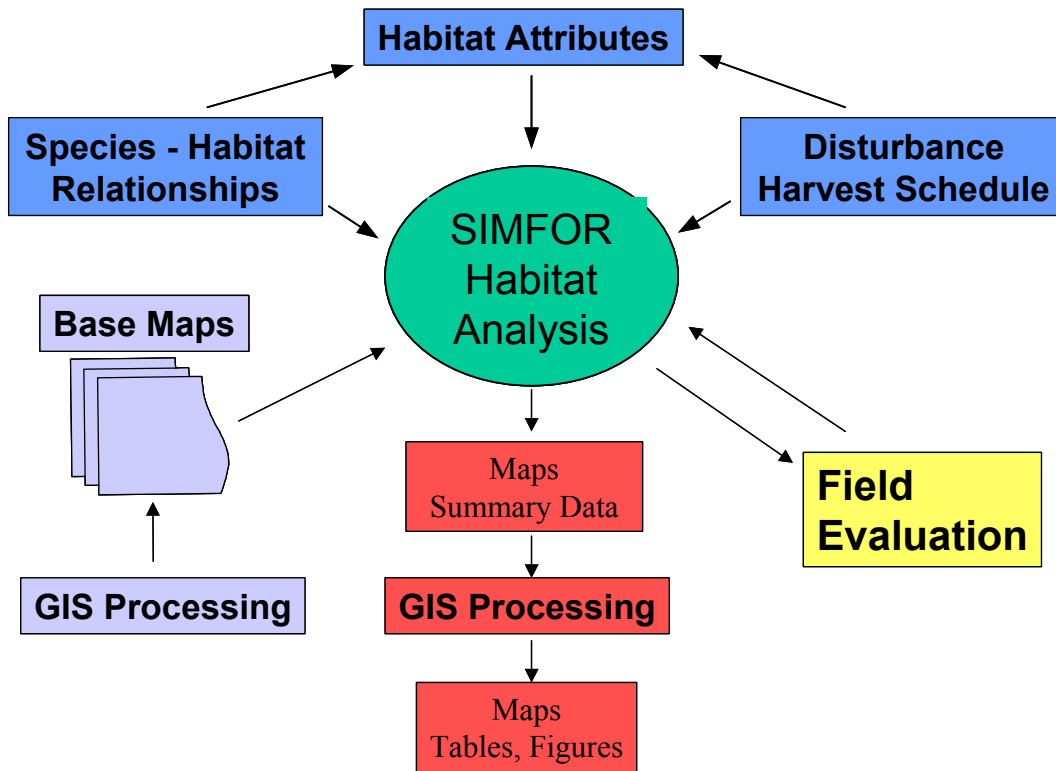 Habitat Attributes
Species - Habitat
Relationships
Disturbance
Harvest Schedule
SIMFOR
Habitat
Analysis
Base Maps
Maps
Summary Data
Field
Evaluation
GIS Processing
GIS Processing
Maps
Tables, Figures